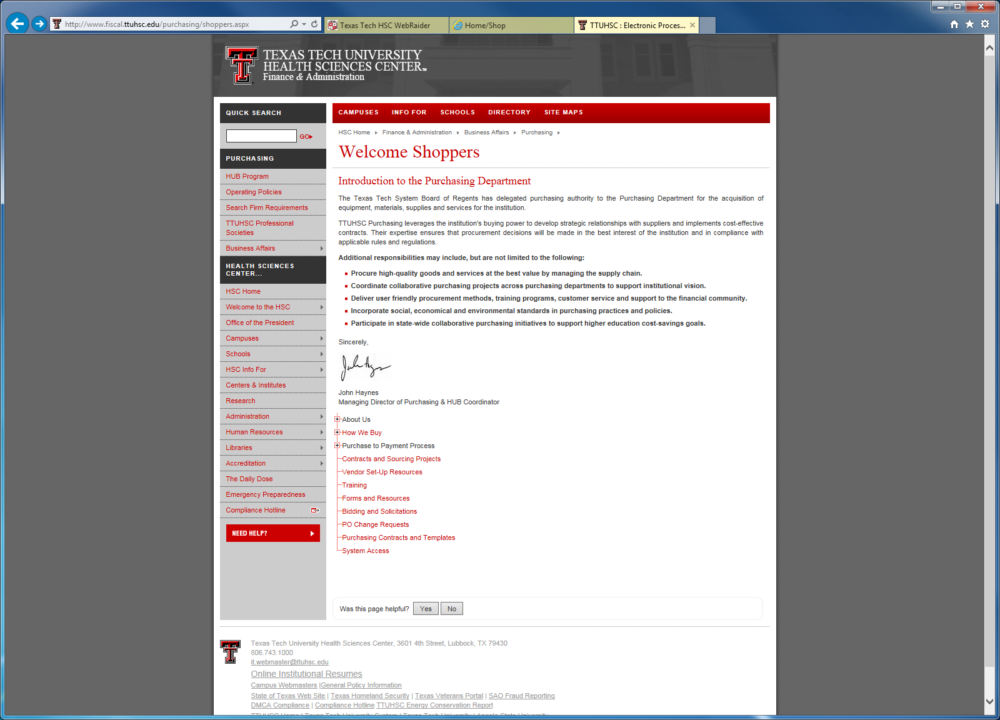 http://www.fiscal.ttuhsc.edu/purchasing/shoppers.aspx
Texas Tech HSC WebRaider
Home/Shop
TTUHSC : Electronic Proces...
TEXAS TECH UNIVERSITY
HEALTH SCIENCES CENTER™
Finance & Administration
QUICK SEARCH
GO
PURCHASING
HUB Program
Operating Policies
Search Firm Requirements
TTUHSC Professional
Societies
Business Affairs
HEALTH SCIENCES
CENTER...
HSC Home
Welcome to the HSC
Office of the President
Campuses
Schools
HSC Info For
Centers & Institutes
Research
Administration
Human Resources
Libraries
Accreditation
The Daily Dose
Emergency Preparedness
Compliance Hotline
NEED HELP?
CAMPUSES INFO FOR SCHOOLS DIRECTORY SITE MAPS
HSC Home Finance & Administration Business Affairs Purchasing
Welcome Shoppers
Introduction to the Purchasing Department
The Texas Tech System Board of Regents has delegated purchasing authority to the Purchasing Department for the acquisition of
equipment, materials, supplies and services for the institution.
TTUHSC Purchasing leverages the institution's buying power to develop strategic relationships with suppliers and implements cost-effective
contracts. Their expertise ensures that procurement decisions will be made in the best interest of the institution and in compliance with
applicable rules and regulations.
Additional responsibilities may include, but are not limited to the following:
Procure high-quality goods and services at the best value by managing the supply chain.
Coordinate collaborative purchasing projects across purchasing departments to support institutional vision.
Deliver user friendly procurement methods, training programs, customer service and support to the financial community.
Incorporate social, economical and environmental standards in purchasing practices and policies.
Participate in state-wide collaborative purchasing initiatives to support higher education cost-savings goals.
Sincerely,
John Haynes
Managing Director of Purchasing & HUB Coordinator
About Us
How We Buy
Purchase to Payment Process
Contracts and Sourcing Projects
Vendor Set-Up Resources
Training
Forms and Resources
Bidding and Solicitations
PO Change Requests
Purchasing Contracts and Templates
System Access
Was this page helpful? Yes No
Texas Tech University Health Sciences Center, 3601 4th Street, Lubbock, TX 79430
806.743.1000
it.webmaster@ttuhsc.edu
Online Institutional Resumes
Campus Webmasters |General Policy Information
State of Texas Web Site | Texas Homeland Security | Texas Veterans Portal | SAO Fraud Reporting
DMCA Compliance | Compliance Hotline TTUHSC Energy Conservation Report
TTUHSC Home | Texas Tech University System | Texas Tech University | Angelo State University